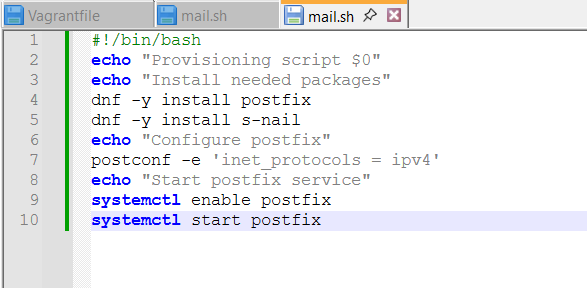 Vagrantfile mail.sh mail.sh
1 #!/bin/bash
2 echo "Provisioning script $0"
3 echo "Install needed packages"
4 dnf -y install postfix
5 dnf -y install s-nail
6 echo "Configure postfix"
7 postconf -e 'inet_protocols = ipv4'
8 echo "Start postfix service"
9 systemctl enable postfix
10 systemctl start postfix